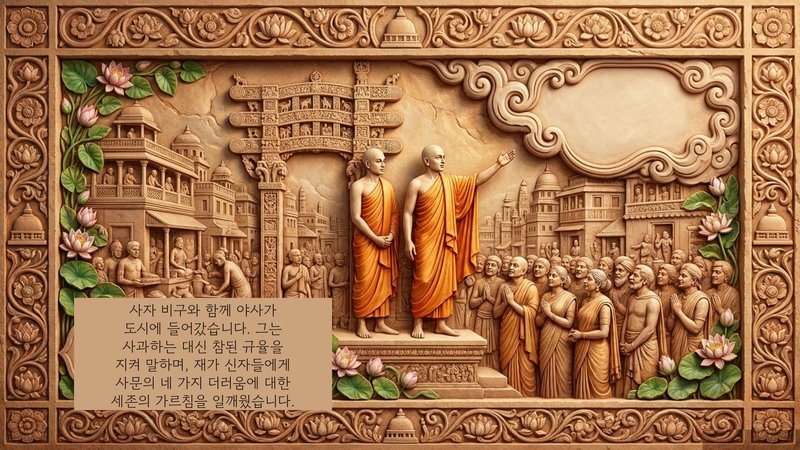 사자 비구와 함께 야사가
도시에 들어갔습니다. 그는
사과하는 대신 참된 규율을
지켜 말하며, 재가 신자들에게
사문의 네 가지 더러움에 대한
세존의 가르침을 일깨웠습니다.